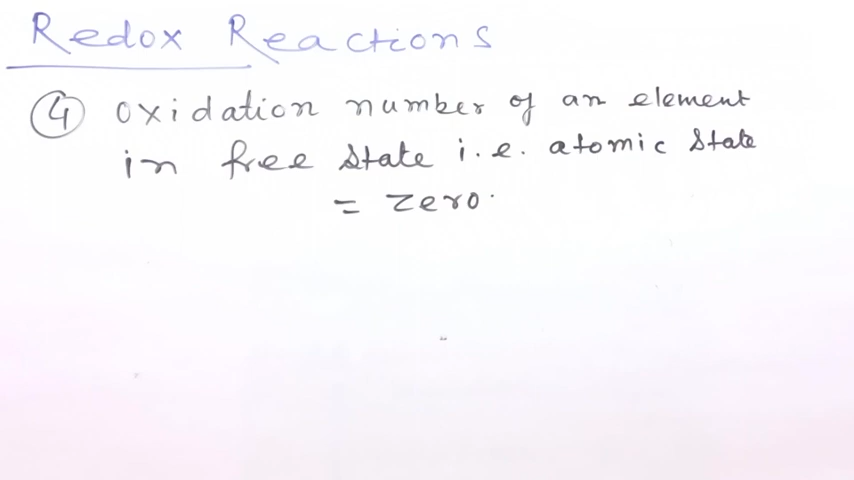 Redox Reactions
④ oxidation number of an element
in free state i.e. atomic state
= zero.